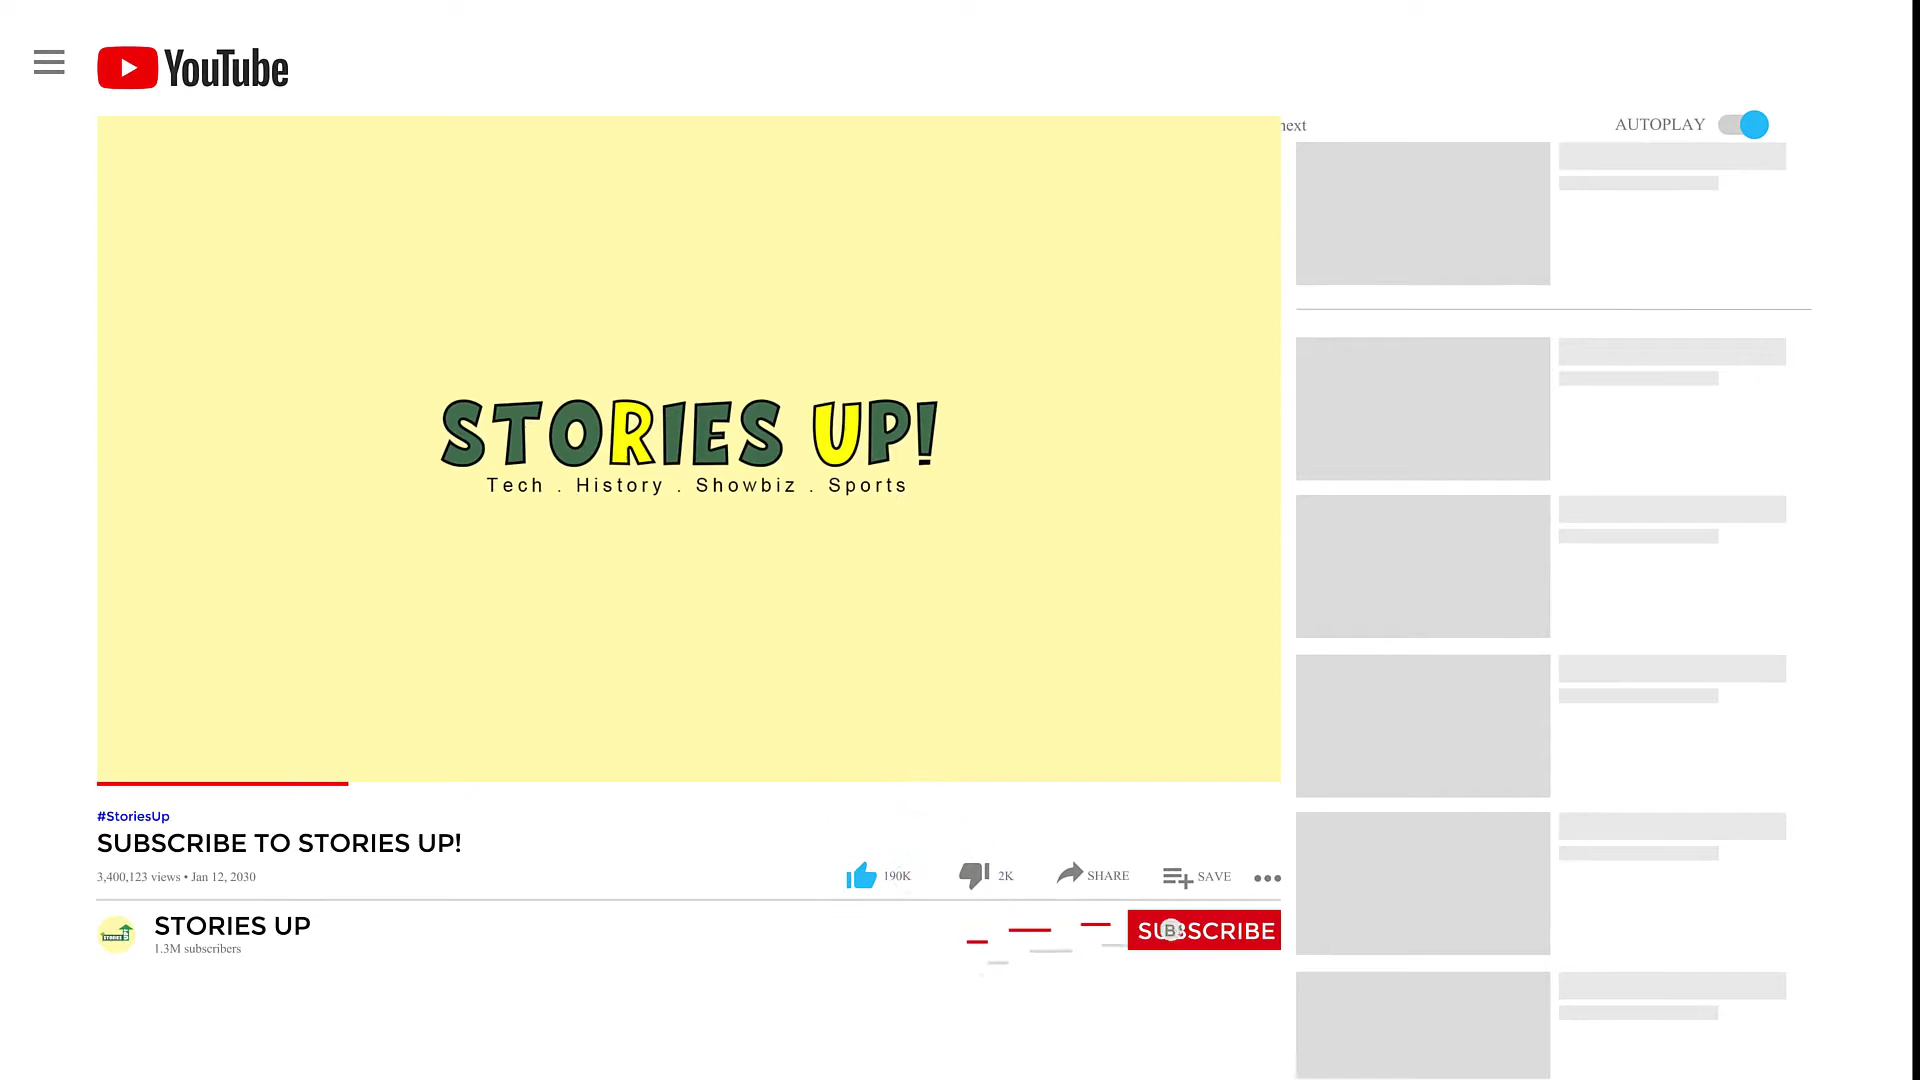 YouTube
next
AUTOPLAY
STORIES UP!
Tech . History . Showbiz . Sports
#StoriesUp
SUBSCRIBE TO STORIES UP!
3,400,123 views • Jan 12, 2030
190K
2K
SHARE
SAVE
STORIES UP
1.3M subscribers
SUBSCRIBE